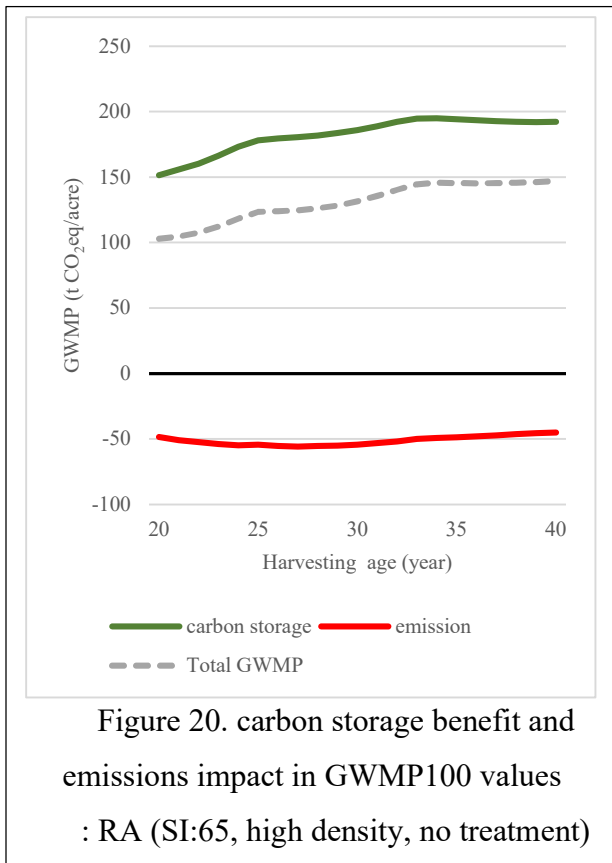 250
200
150
100
50
0
-50
-100
GWMP (t CO₂eq/acre)
20 25 30 35 40
Harvesting age (year)
carbon storage emission
Total GWMP
Figure 20. carbon storage benefit and
emissions impact in GWMP100 values
: RA (SI:65, high density, no treatment)